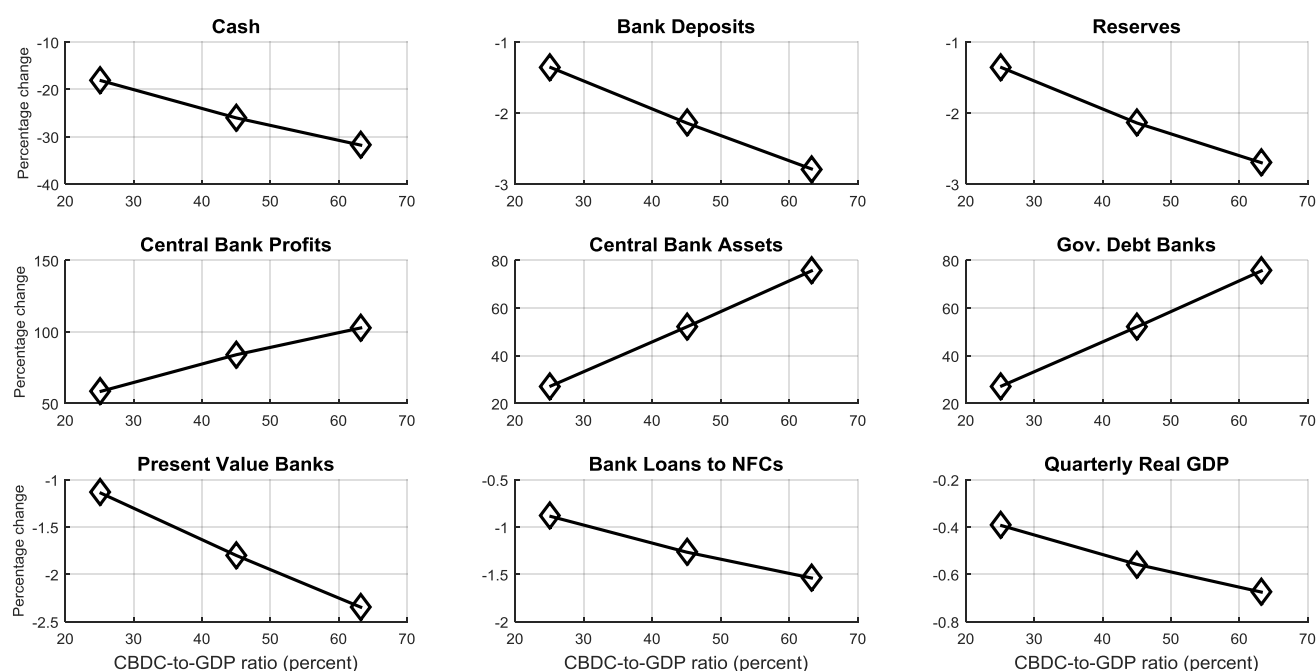 Cash
Bank Deposits
Reserves
Percentage change
-10
-20
-30
-40
20 30 40 50 60 70
-1
-2
-3
20 30 40 50 60 70
-1
-2
-3
20 30 40 50 60 70
Central Bank Profits
Central Bank Assets
Gov. Debt Banks
Percentage change
150
100
50
20 30 40 50 60 70
80
60
40
20
20 30 40 50 60 70
80
60
40
20
20 30 40 50 60 70
Present Value Banks
Bank Loans to NFCs
Quarterly Real GDP
Percentage change
-1
-1.5
-2
-2.5
20 30 40 50 60 70
CBDC-to-GDP ratio (percent)
-0.5
-1
-1.5
-2
20 30 40 50 60 70
CBDC-to-GDP ratio (percent)
-0.2
-0.4
-0.6
-0.8
20 30 40 50 60 70
CBDC-to-GDP ratio (percent)